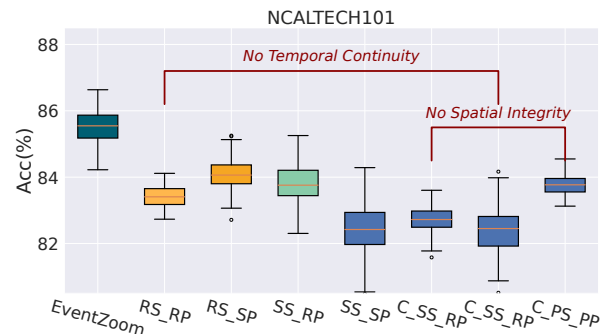 NCALTECH101
88
No Temporal Continuity
86
No Spatial Integrity
Acc(%)
84
82
EventZoom
RS_RP
RS_SP
SS_RP
SS_SP
C_SS_RP
C_SS_RP
C_PS_PP